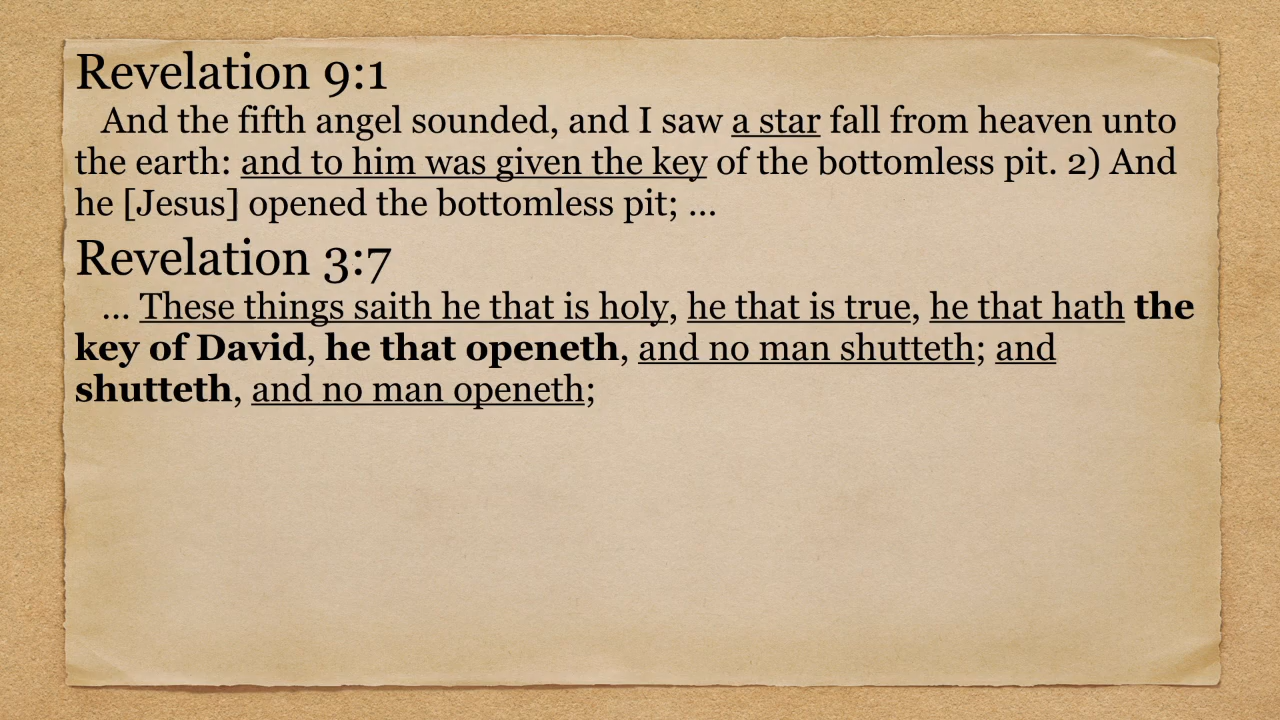 Revelation 9:1
And the fifth angel sounded, and I saw a star fall from heaven unto
the earth: and to him was given the key of the bottomless pit. 2) And
he [Jesus] opened the bottomless pit; ...
Revelation 3:7
... These things saith he that is holy, he that is true, he that hath the
key of David, he that openeth, and no man shutteth; and
shutteth, and no man openeth;